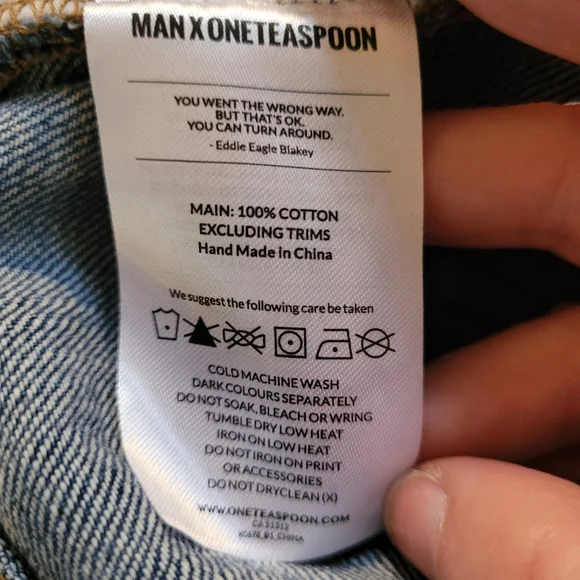 MAN X ONETEASPOON
YOU WENT THE WRONG WAY.
BUT THAT'S OK.
YOU CAN TURN AROUND.
- Eddie Eagle Blakey
MAIN: 100% COTTON
EXCLUDING TRIMS
Hand Made in China
We suggest the following care be taken
COLD MACHINE WASH
DARK COLOURS SEPARATELY
DO NOT SOAK, BLEACH OR WRING
TUMBLE DRY LOW HEAT
IRON ON LOW HEAT
DO NOT IRON ON PRINT
OR ACCESSORIES
DO NOT DRYCLEAN (X)
WWW.ONETEASPOON.COM
CHINA